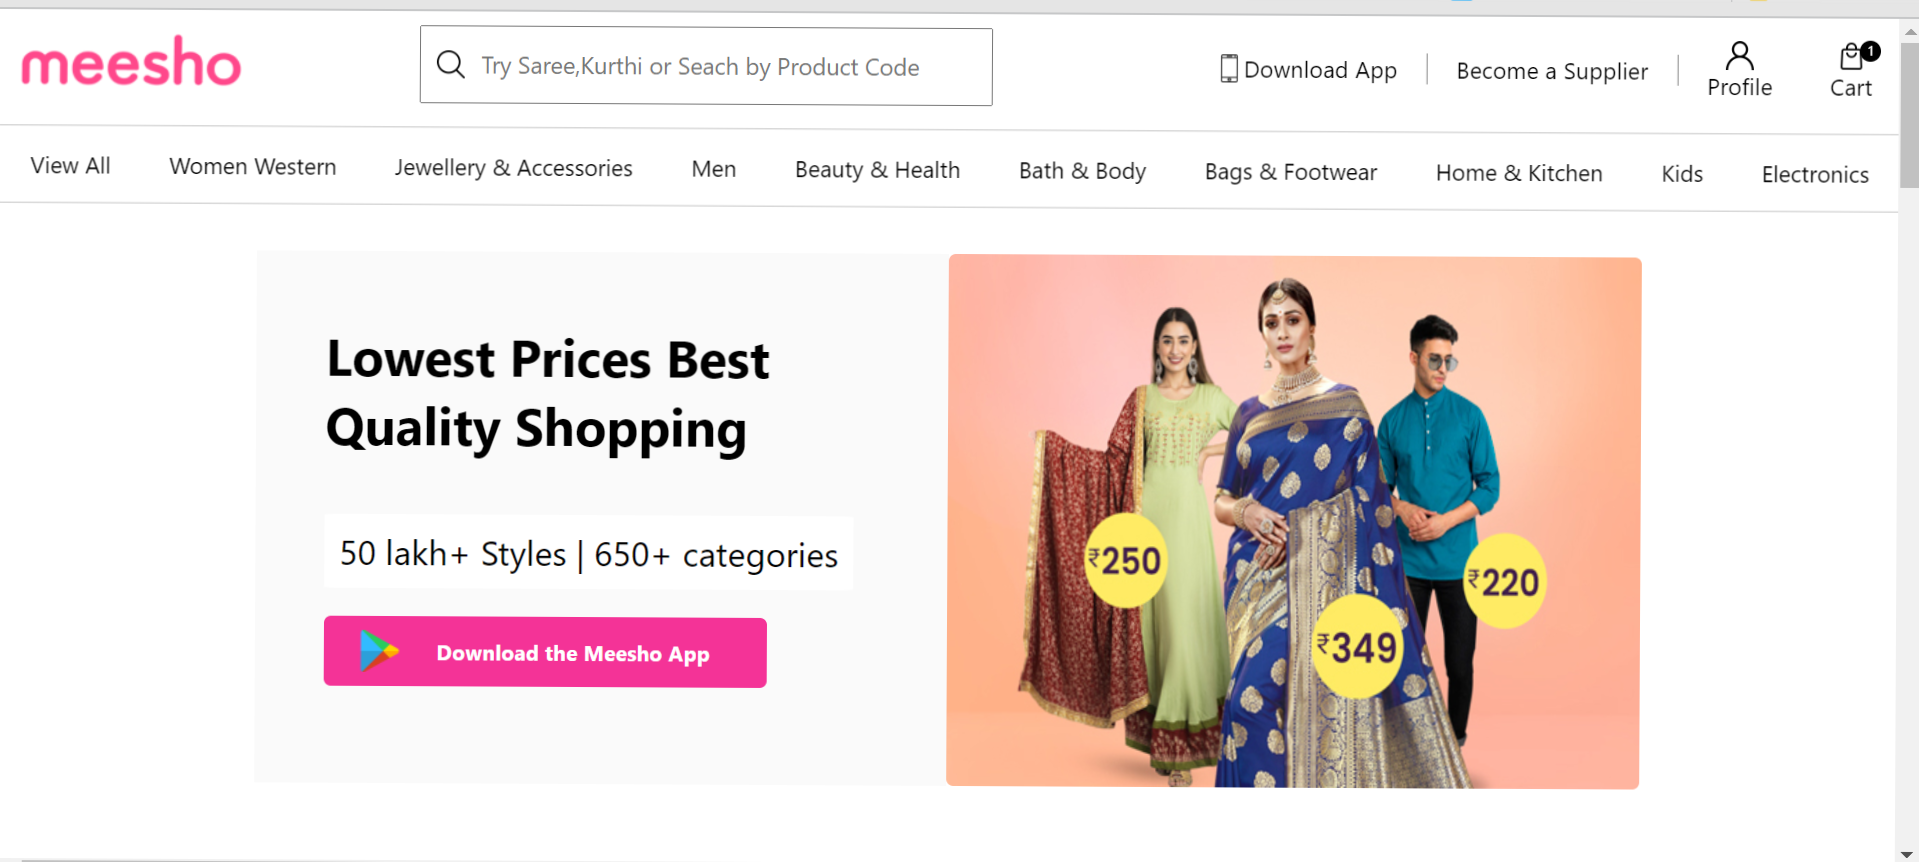 meesho
Try Saree,Kurthi or Seach by Product Code
Download App
Become a Supplier
Profile
1
Cart
View All
Women Western
Jewellery & Accessories
Men
Beauty & Health
Bath & Body
Bags & Footwear
Home & Kitchen
Kids
Electronics
Lowest Prices Best
Quality Shopping
50 lakh+ Styles | 650+ categories
Download the Meesho App
₹250
₹349
₹220